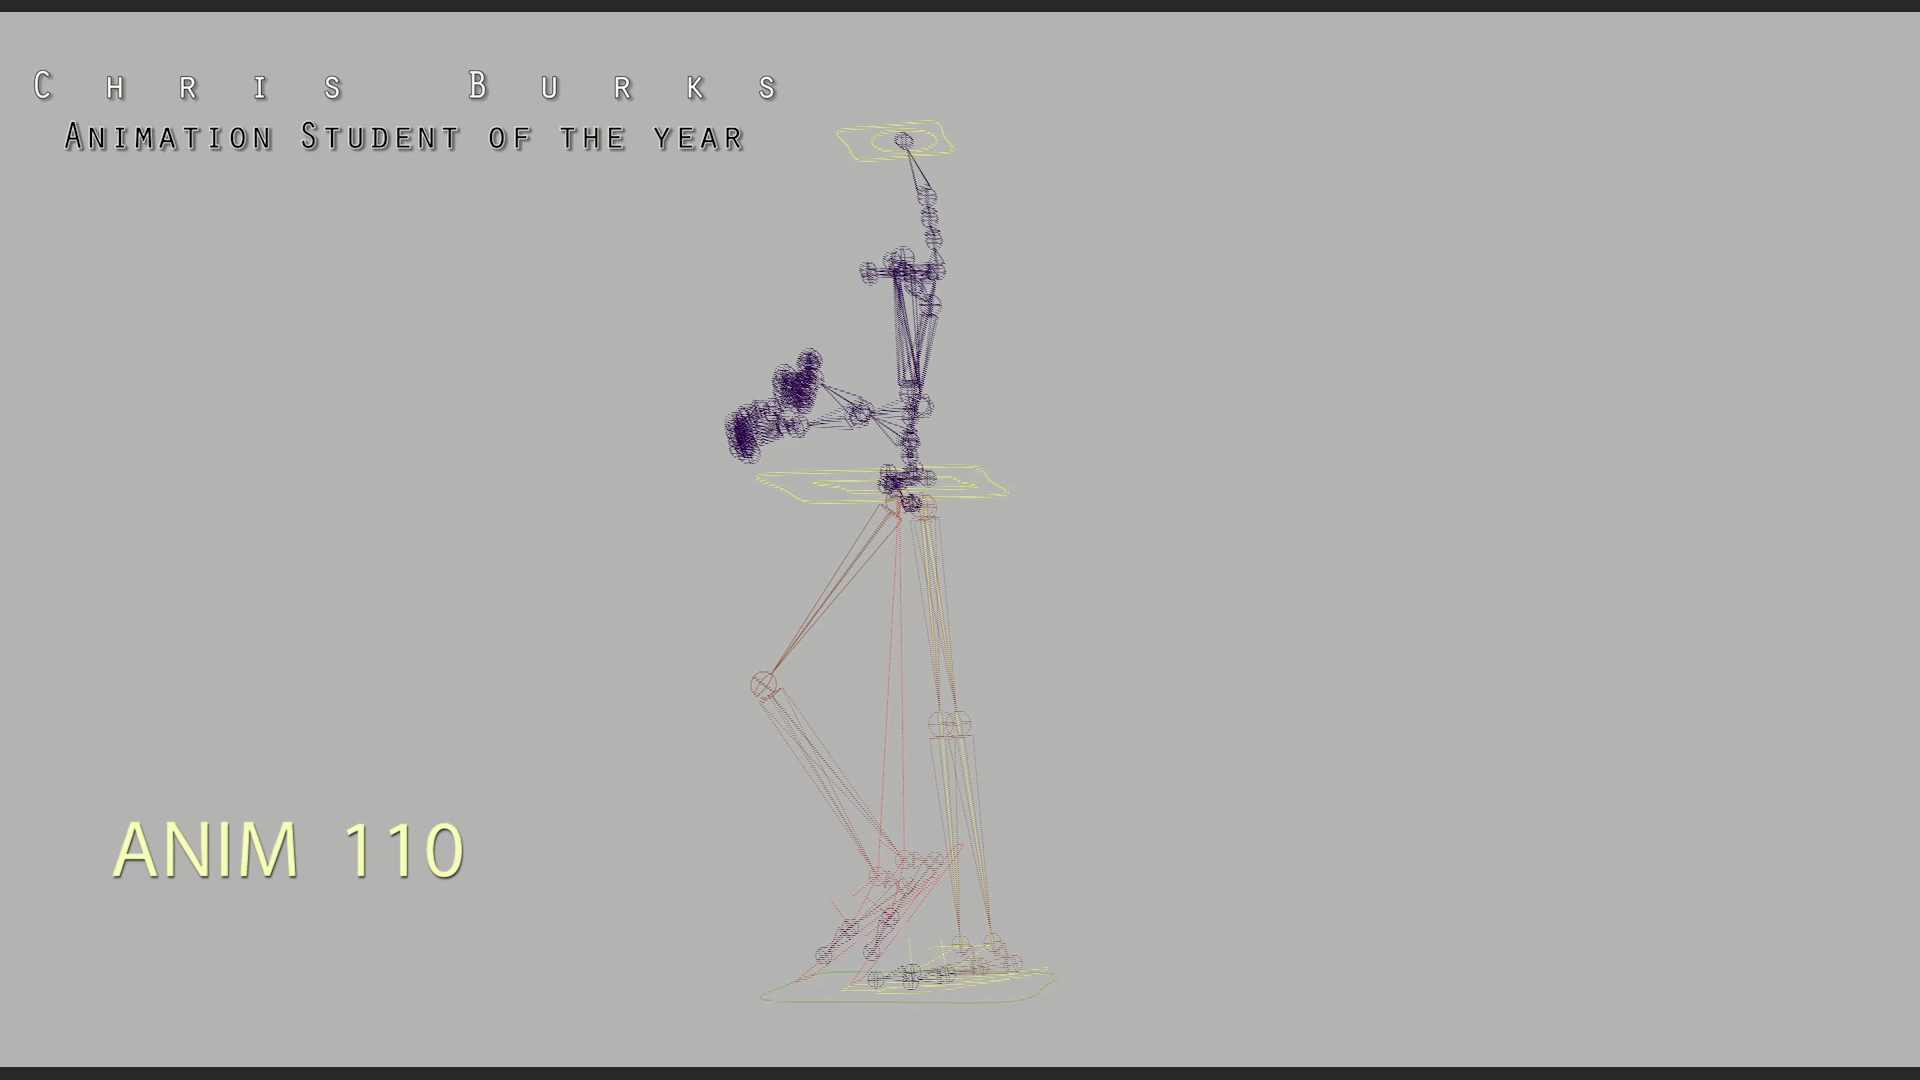 Chris Burks
Animation Student of the year
ANIM 110